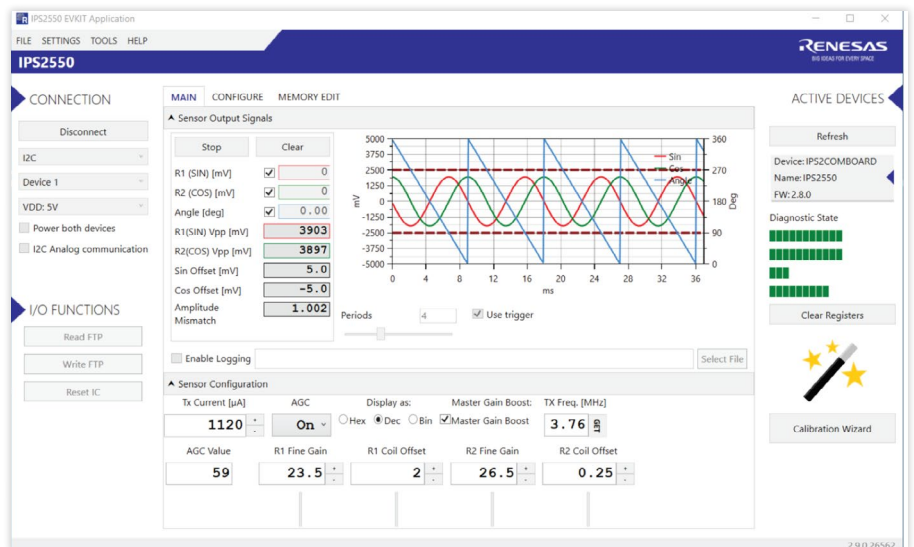 IPS2550 EVKIT Application
FILE SETTINGS TOOLS HELP
IPS2550
RENESAS
BIG IDEAS FOR EVERY SPACE
CONNECTION
Disconnect
I2C
Device 1
VDD: 5V
Power both devices
I2C Analog communication
I/O FUNCTIONS
Read FTP
Write FTP
Reset IC
MAIN CONFIGURE MEMORY EDIT
Sensor Output Signals
Stop Clear
R1 (SIN) [mV] 0
R2 (COS) [mV] 0
Angle [deg] 0.00
R1(SIN) Vpp [mV] 3903
R2(COS) Vpp [mV] 3897
Sin Offset [mV] 5.0
Cos Offset [mV] -5.0
Amplitude
Mismatch 1.002
5000
3750
2500
1250
0
-1250
-2500
-3750
-5000
mV
0 4 8 12 16 20 24 28 32 36
ms
360
270
180
90
0
Deg
Sin
Cos
Angle
Periods 4 Use trigger
Enable Logging Select File
Sensor Configuration
Tx Current [µA] AGC Display as: Master Gain Boost: TX Freq. [MHz]
1120 On Hex Dec Bin Master Gain Boost 3.76 GET
AGC Value R1 Fine Gain R1 Coil Offset R2 Fine Gain R2 Coil Offset
59 23.5 2 26.5 0.25
ACTIVE DEVICES
Refresh
Device: IPS2COMBOARD
Name: IPS2550
FW: 2.8.0
Diagnostic State
Clear Registers
Calibration Wizard
2.9.0.26562